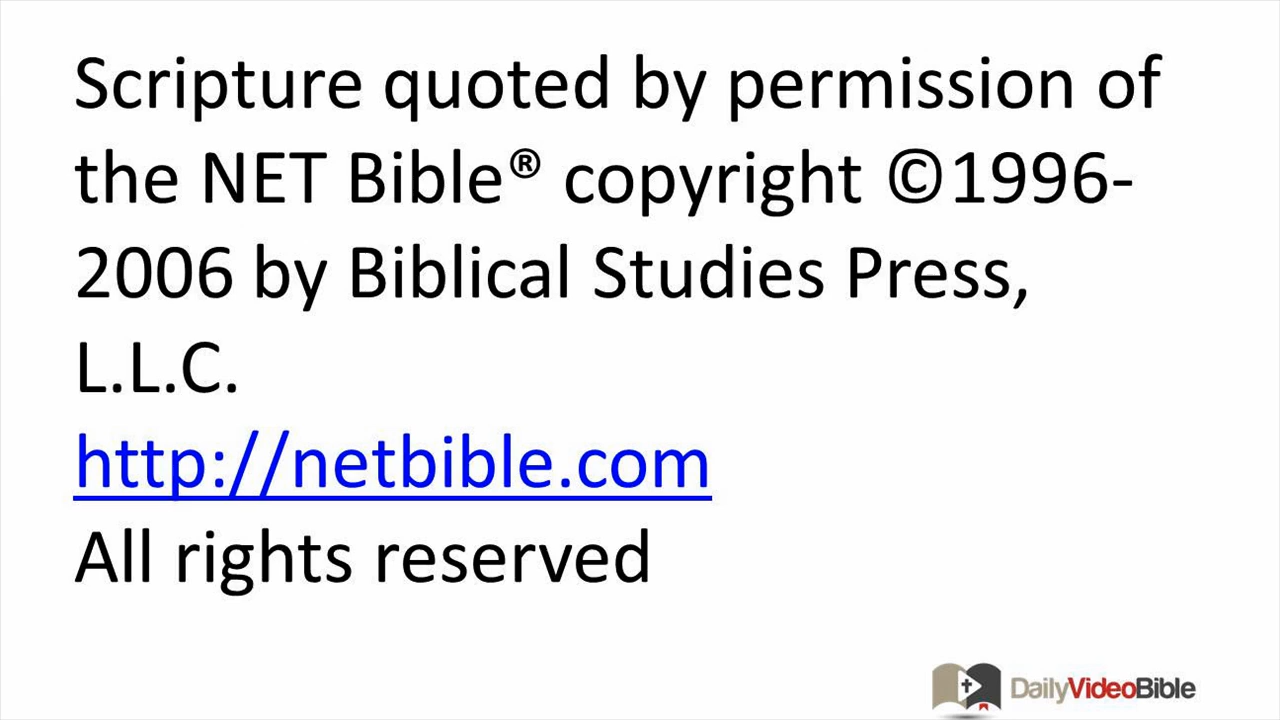 Scripture quoted by permission of
the NET Bible® copyright ©1996-
2006 by Biblical Studies Press,
L.L.C.
http://netbible.com
All rights reserved
DailyVideoBible